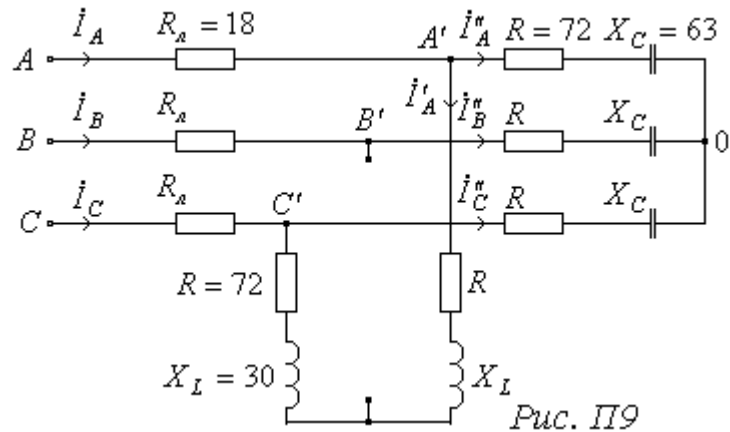 İ_A R_л = 18 A' İ''_A R = 72 X_C = 63
A
İ'_A
İ_B R_л B' İ''_B R X_C
B 0
İ_C R_л C' İ''_C R X_C
C
R = 72 R
X_L = 30 X_L
Рис. П9